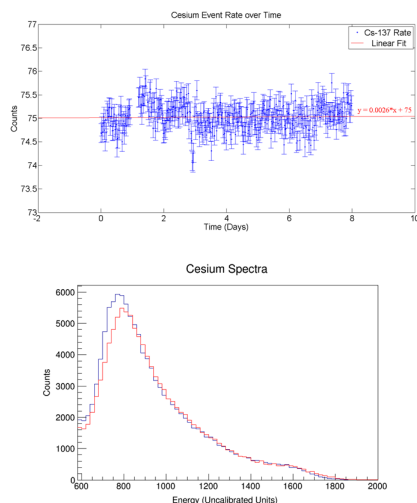 Cesium Event Rate over Time
77
76.5
76
75.5
75
74.5
74
73.5
73
Counts
Cs-137 Rate
Linear Fit
y = 0.0026*x + 75
-2 0 2 4 6 8 10
Time (Days)
Cesium Spectra
6000
5000
4000
3000
2000
1000
0
Counts
600 800 1000 1200 1400 1600 1800 2000
Energy (Uncalibrated Units)